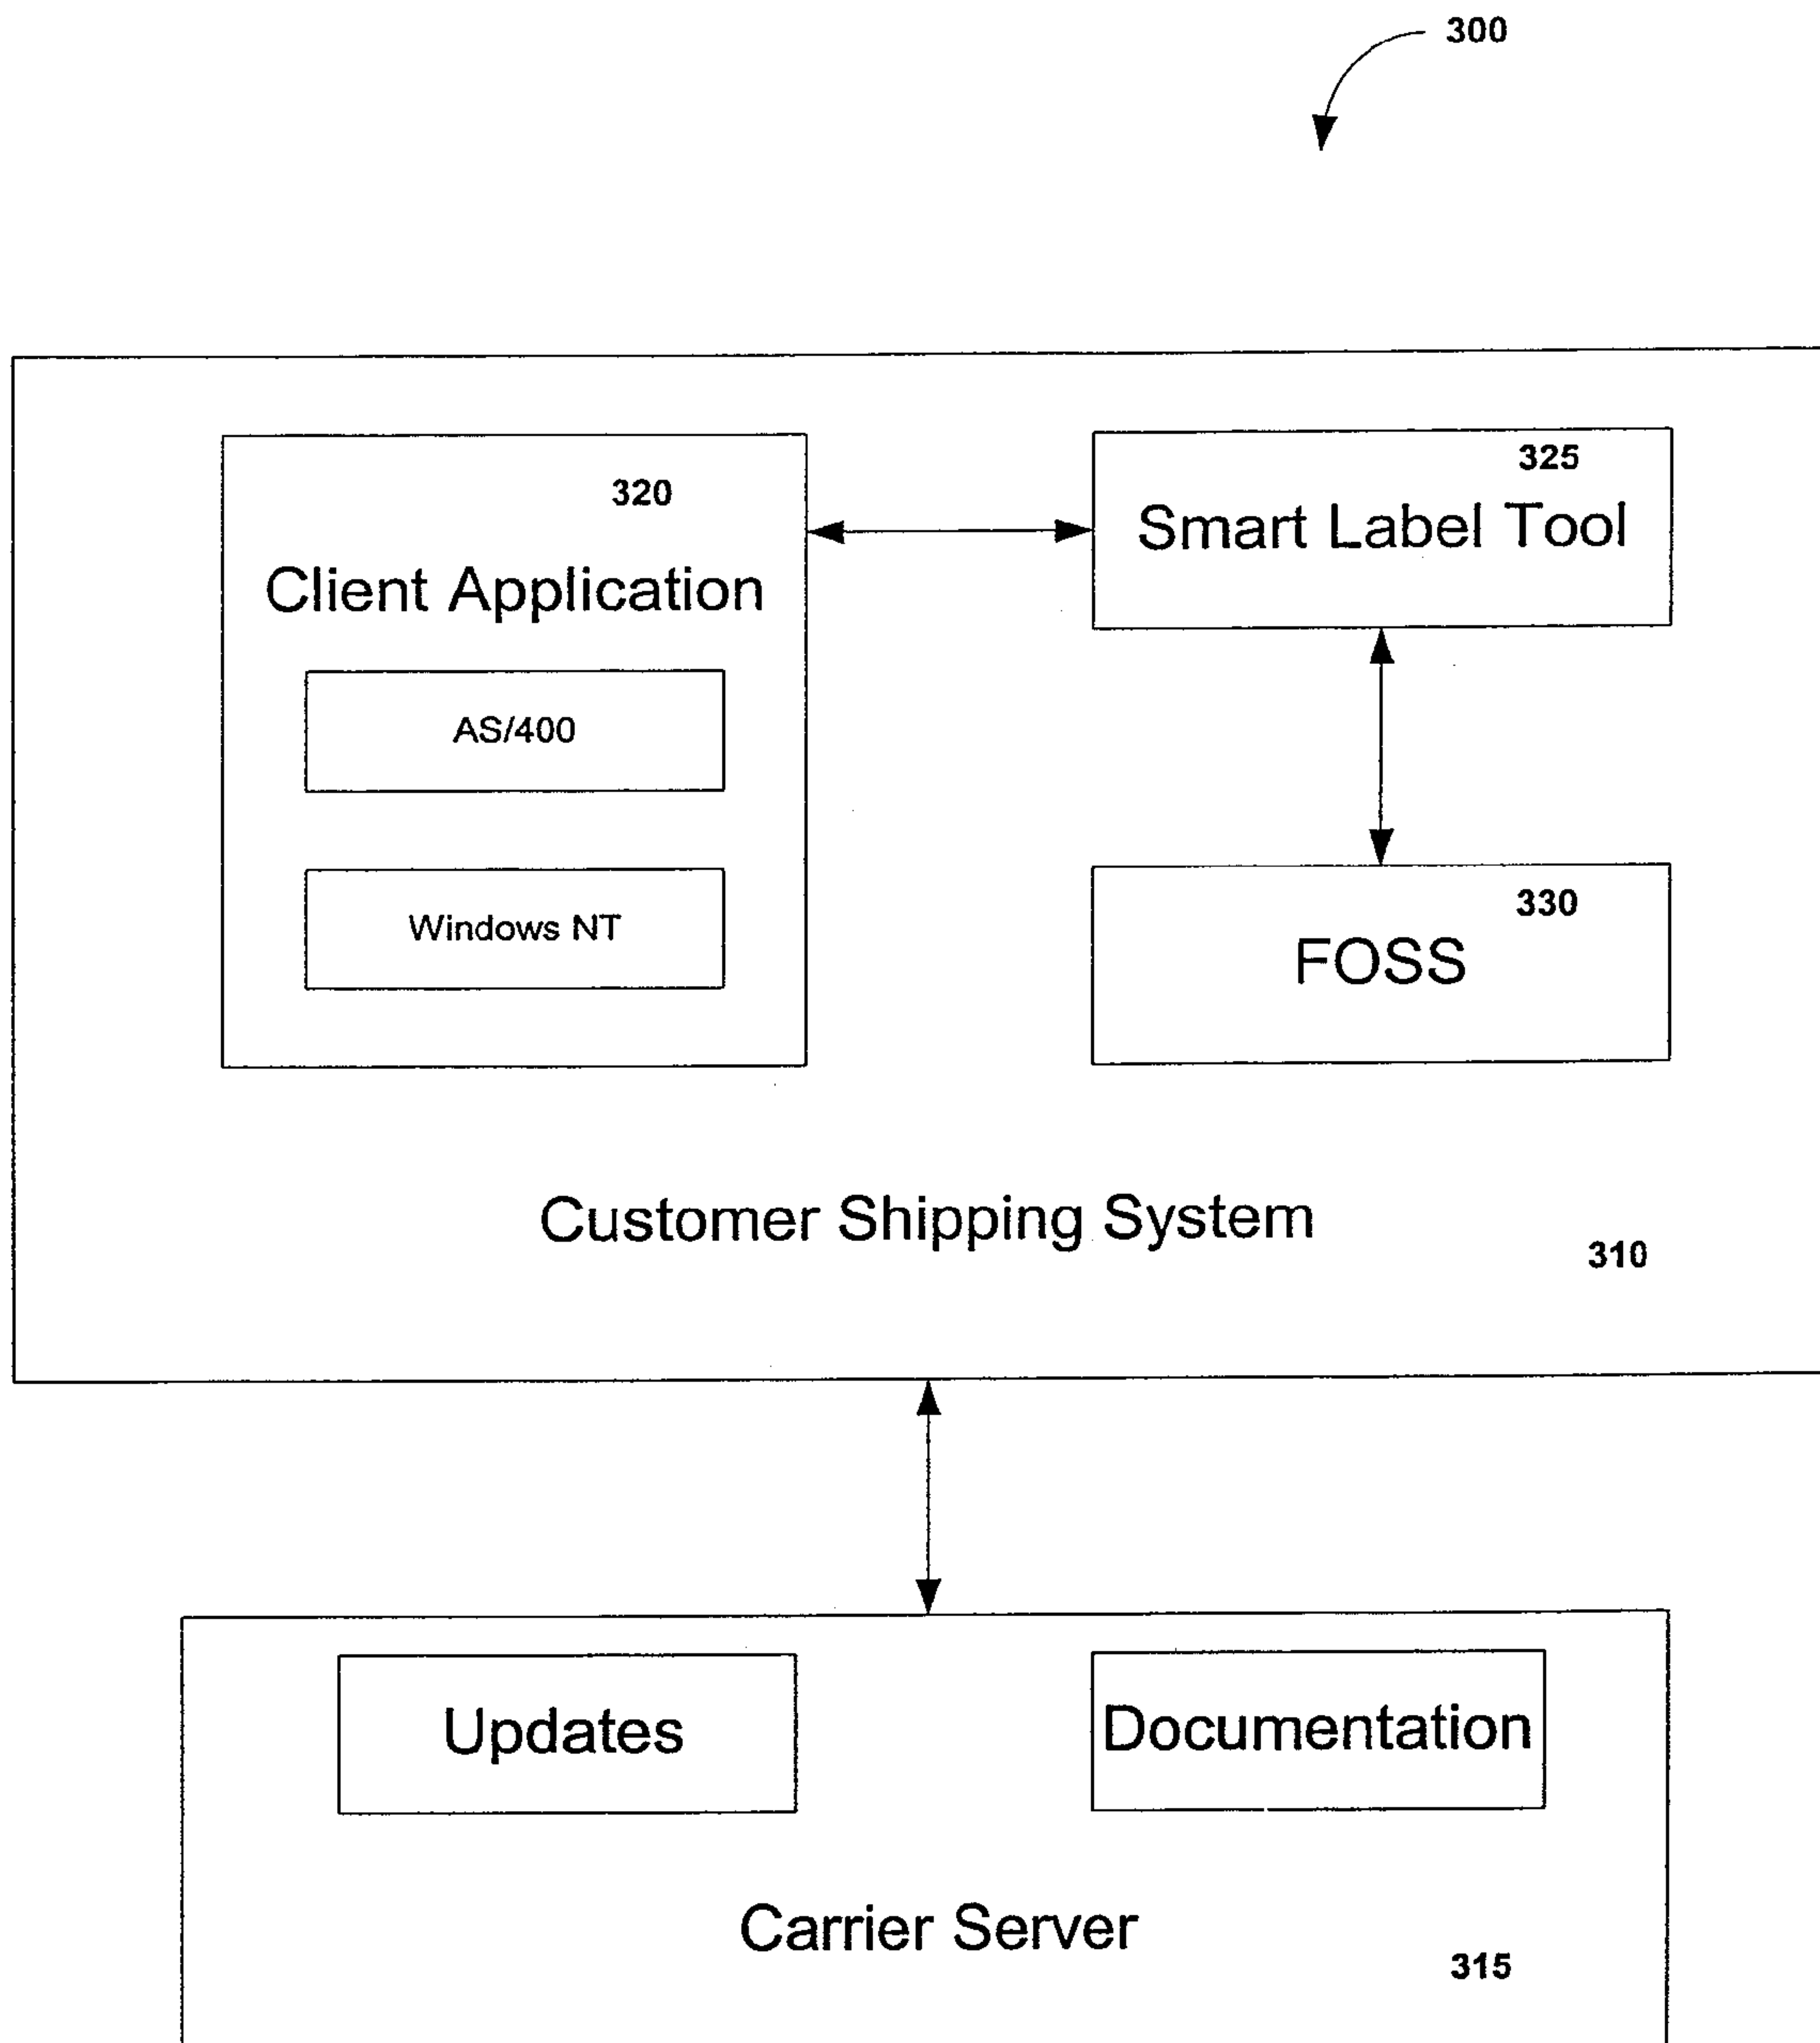 300
320
Client Application
AS/400
Windows NT
325
Smart Label Tool
330
FOSS
Customer Shipping System
310
Updates
Documentation
Carrier Server
315